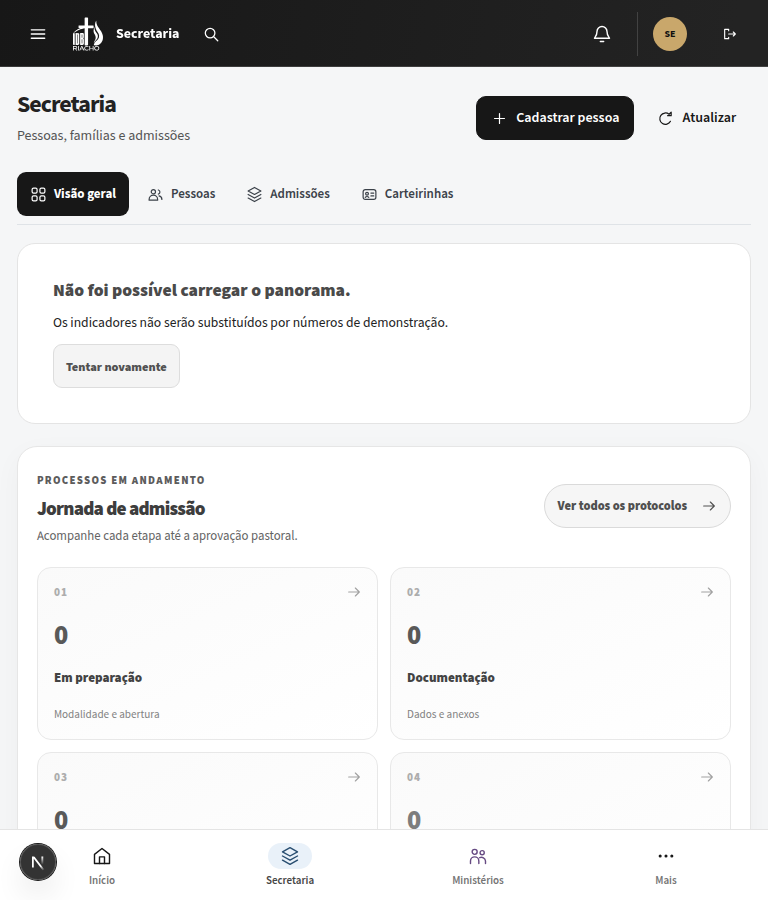 IDB
RIACHO
Secretaria
SE
Secretaria
Pessoas, famílias e admissões
Cadastrar pessoa
Atualizar
Visão geral
Pessoas
Admissões
Carteirinhas
Não foi possível carregar o panorama.
Os indicadores não serão substituídos por números de demonstração.
Tentar novamente
PROCESSOS EM ANDAMENTO
Jornada de admissão
Acompanhe cada etapa até a aprovação pastoral.
Ver todos os protocolos
01
0
Em preparação
Modalidade e abertura
02
0
Documentação
Dados e anexos
03
0
04
0
N
Início
Secretaria
Ministérios
Mais